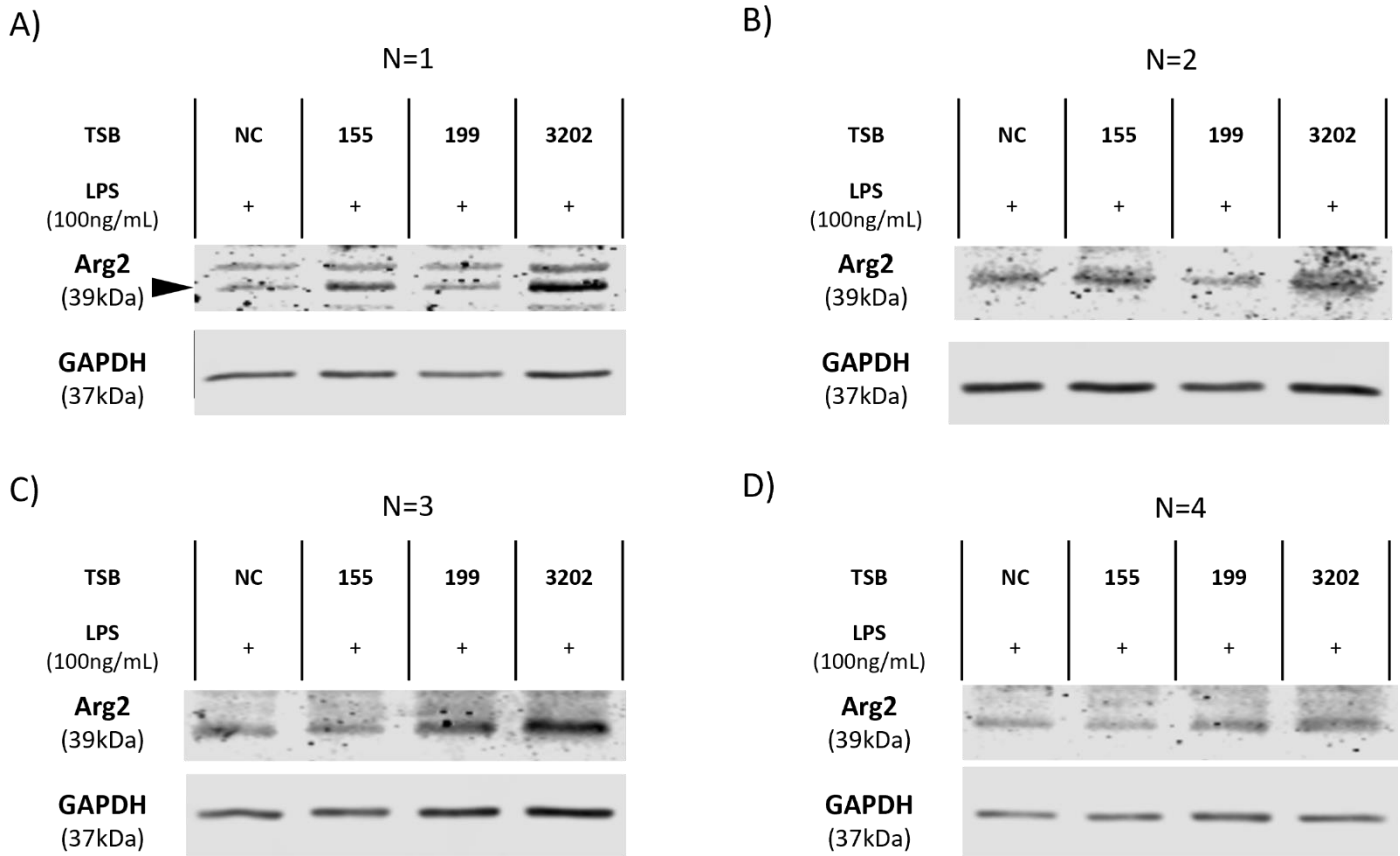 A)
N=1
TSB NC 155 199 3202
LPS
(100ng/mL) + + + +
Arg2
(39kDa)
GAPDH
(37kDa)
B)
N=2
TSB NC 155 199 3202
LPS
(100ng/mL) + + + +
Arg2
(39kDa)
GAPDH
(37kDa)
C)
N=3
TSB NC 155 199 3202
LPS
(100ng/mL) + + + +
Arg2
(39kDa)
GAPDH
(37kDa)
D)
N=4
TSB NC 155 199 3202
LPS
(100ng/mL) + + + +
Arg2
(39kDa)
GAPDH
(37kDa)